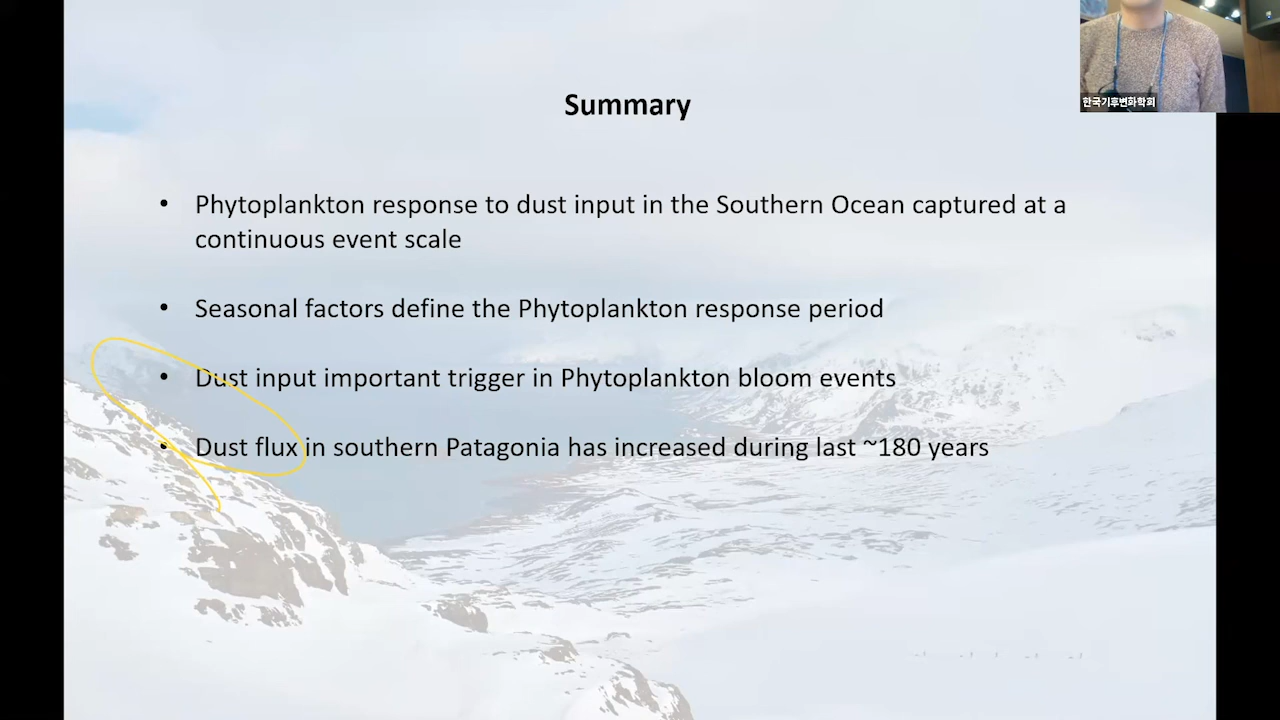 한국기후변화학회
Summary
• Phytoplankton response to dust input in the Southern Ocean captured at a
continuous event scale
• Seasonal factors define the Phytoplankton response period
• Dust input important trigger in Phytoplankton bloom events
• Dust flux in southern Patagonia has increased during last ~180 years